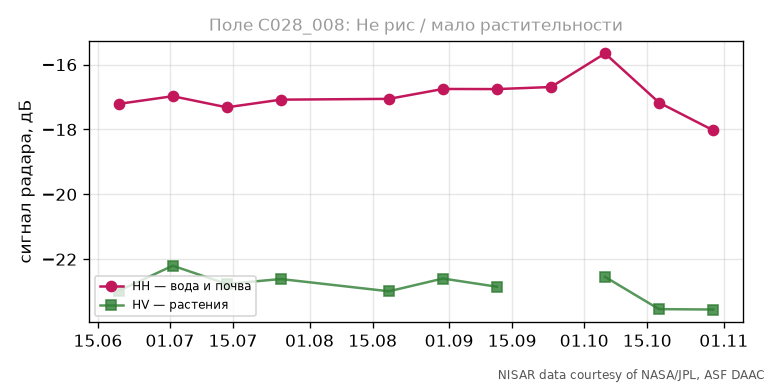 Поле C028_008: Не рис / мало растительности
сигнал радара, дБ
−16
−18
−20
−22
HH — вода и почва
HV — растения
15.06 01.07 15.07 01.08 15.08 01.09 15.09 01.10 15.10 01.11
NISAR data courtesy of NASA/JPL, ASF DAAC